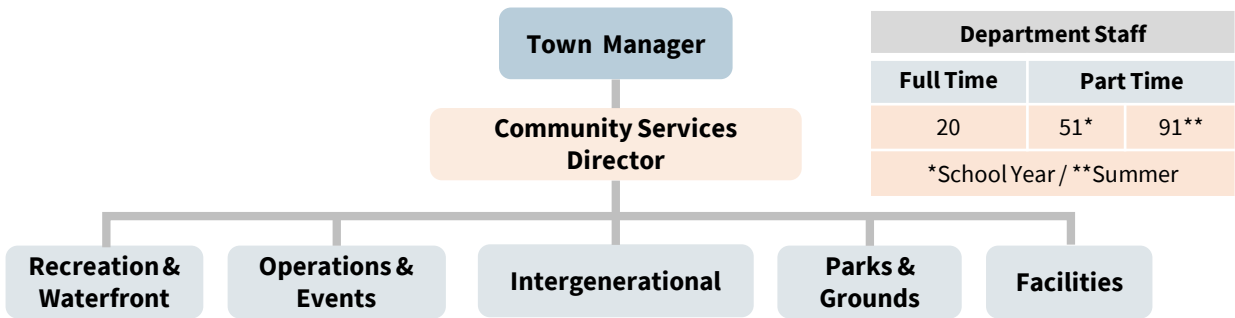 Town Manager
Community Services
Director
Department Staff
Full Time Part Time
20 51* 91**
*School Year / **Summer
Recreation &
Waterfront
Operations &
Events
Intergenerational
Parks &
Grounds
Facilities